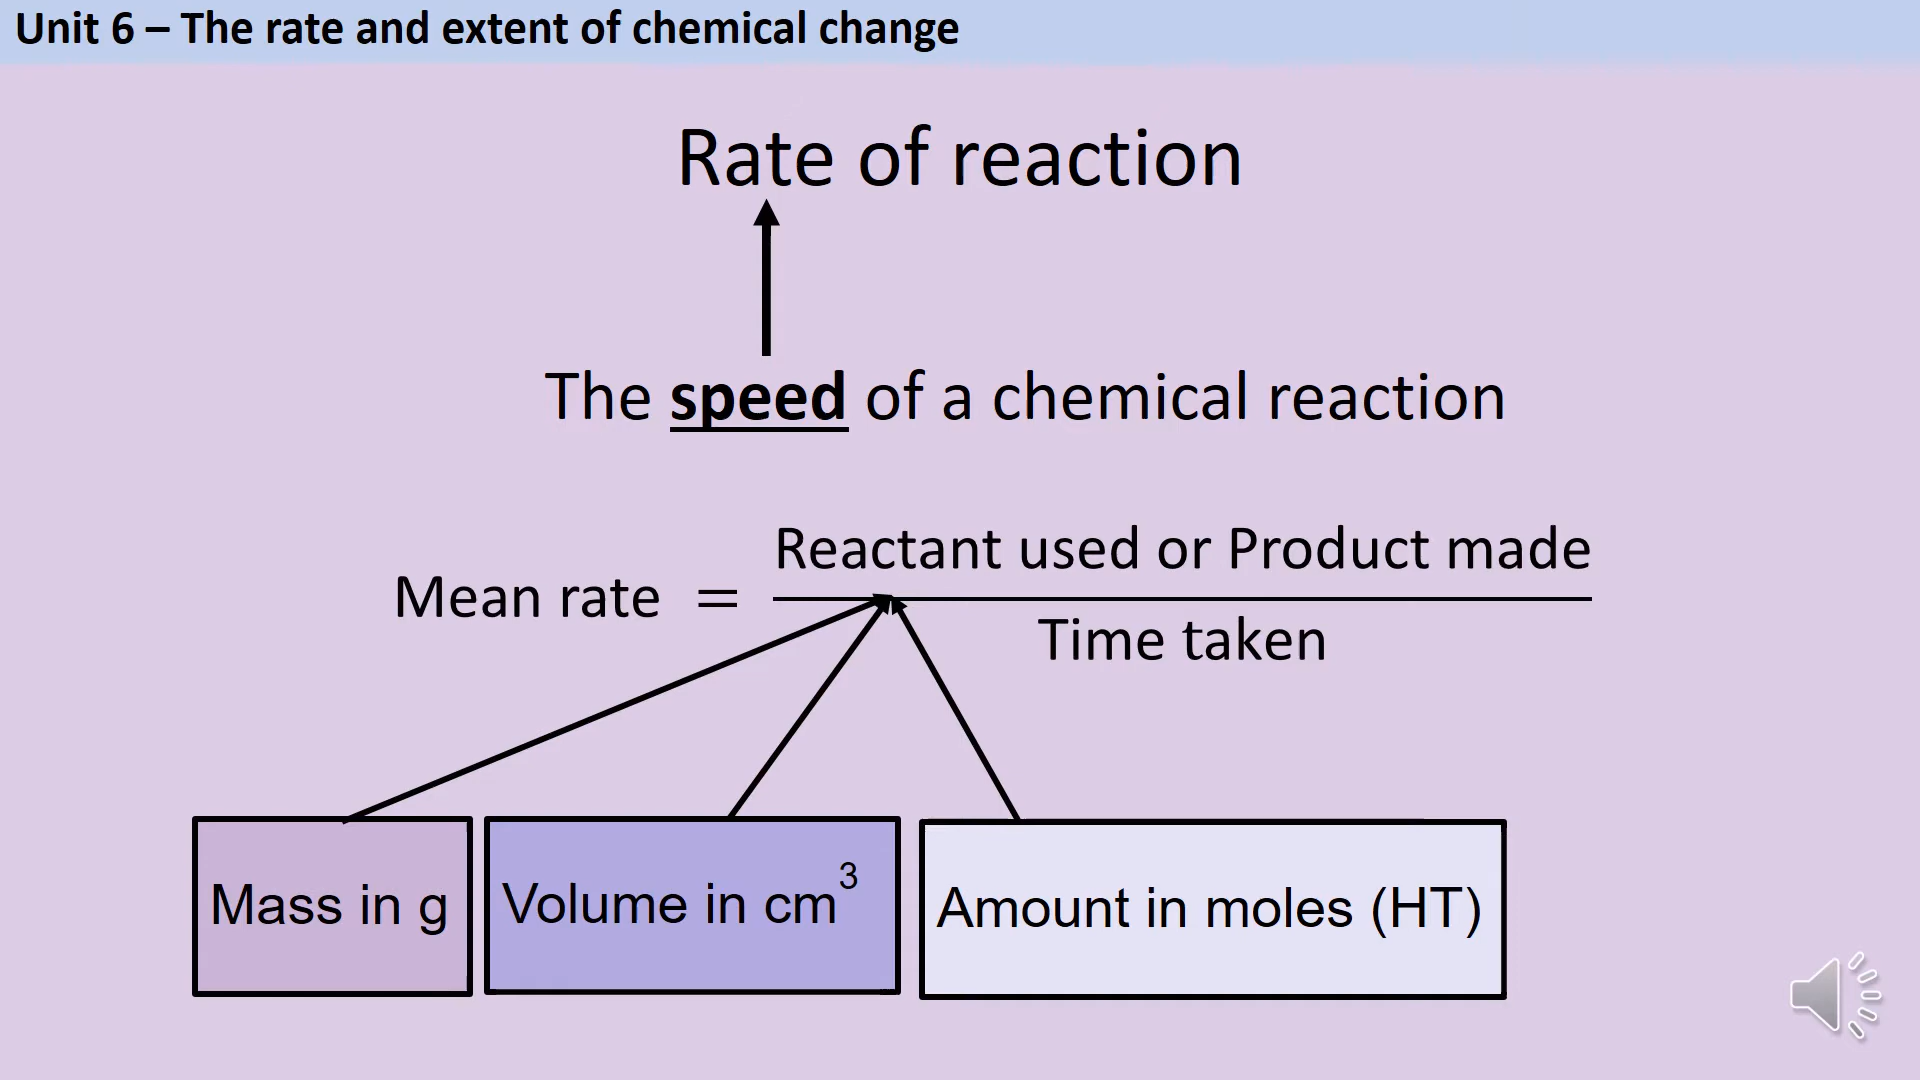 Unit 6 – The rate and extent of chemical change
Rate of reaction
The speed of a chemical reaction
Reactant used or Product made
Mean rate =
Time taken
Mass in g
Volume in cm³
Amount in moles (HT)